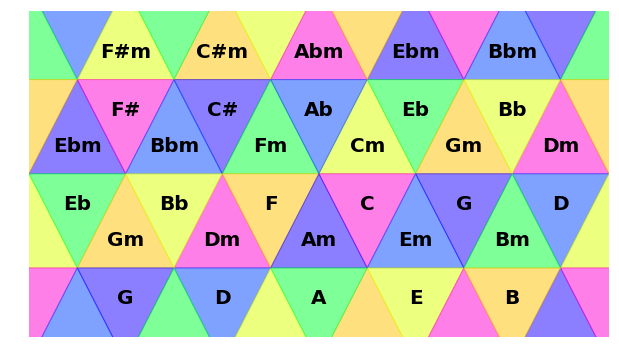 F#m C#m Abm Ebm Bbm
F# C# Ab Eb Bb
Ebm Bbm Fm Cm Gm Dm
Eb Bb F C G D
Gm Dm Am Em Bm
G D A E B